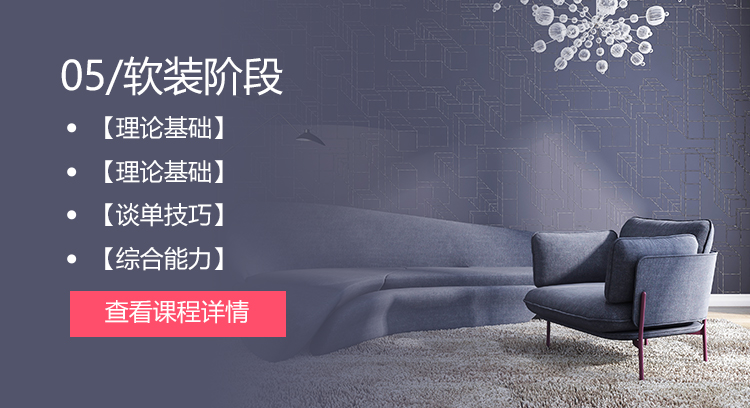 05/软装阶段
• 【理论基础】
• 【理论基础】
• 【谈单技巧】
• 【综合能力】
查看课程详情